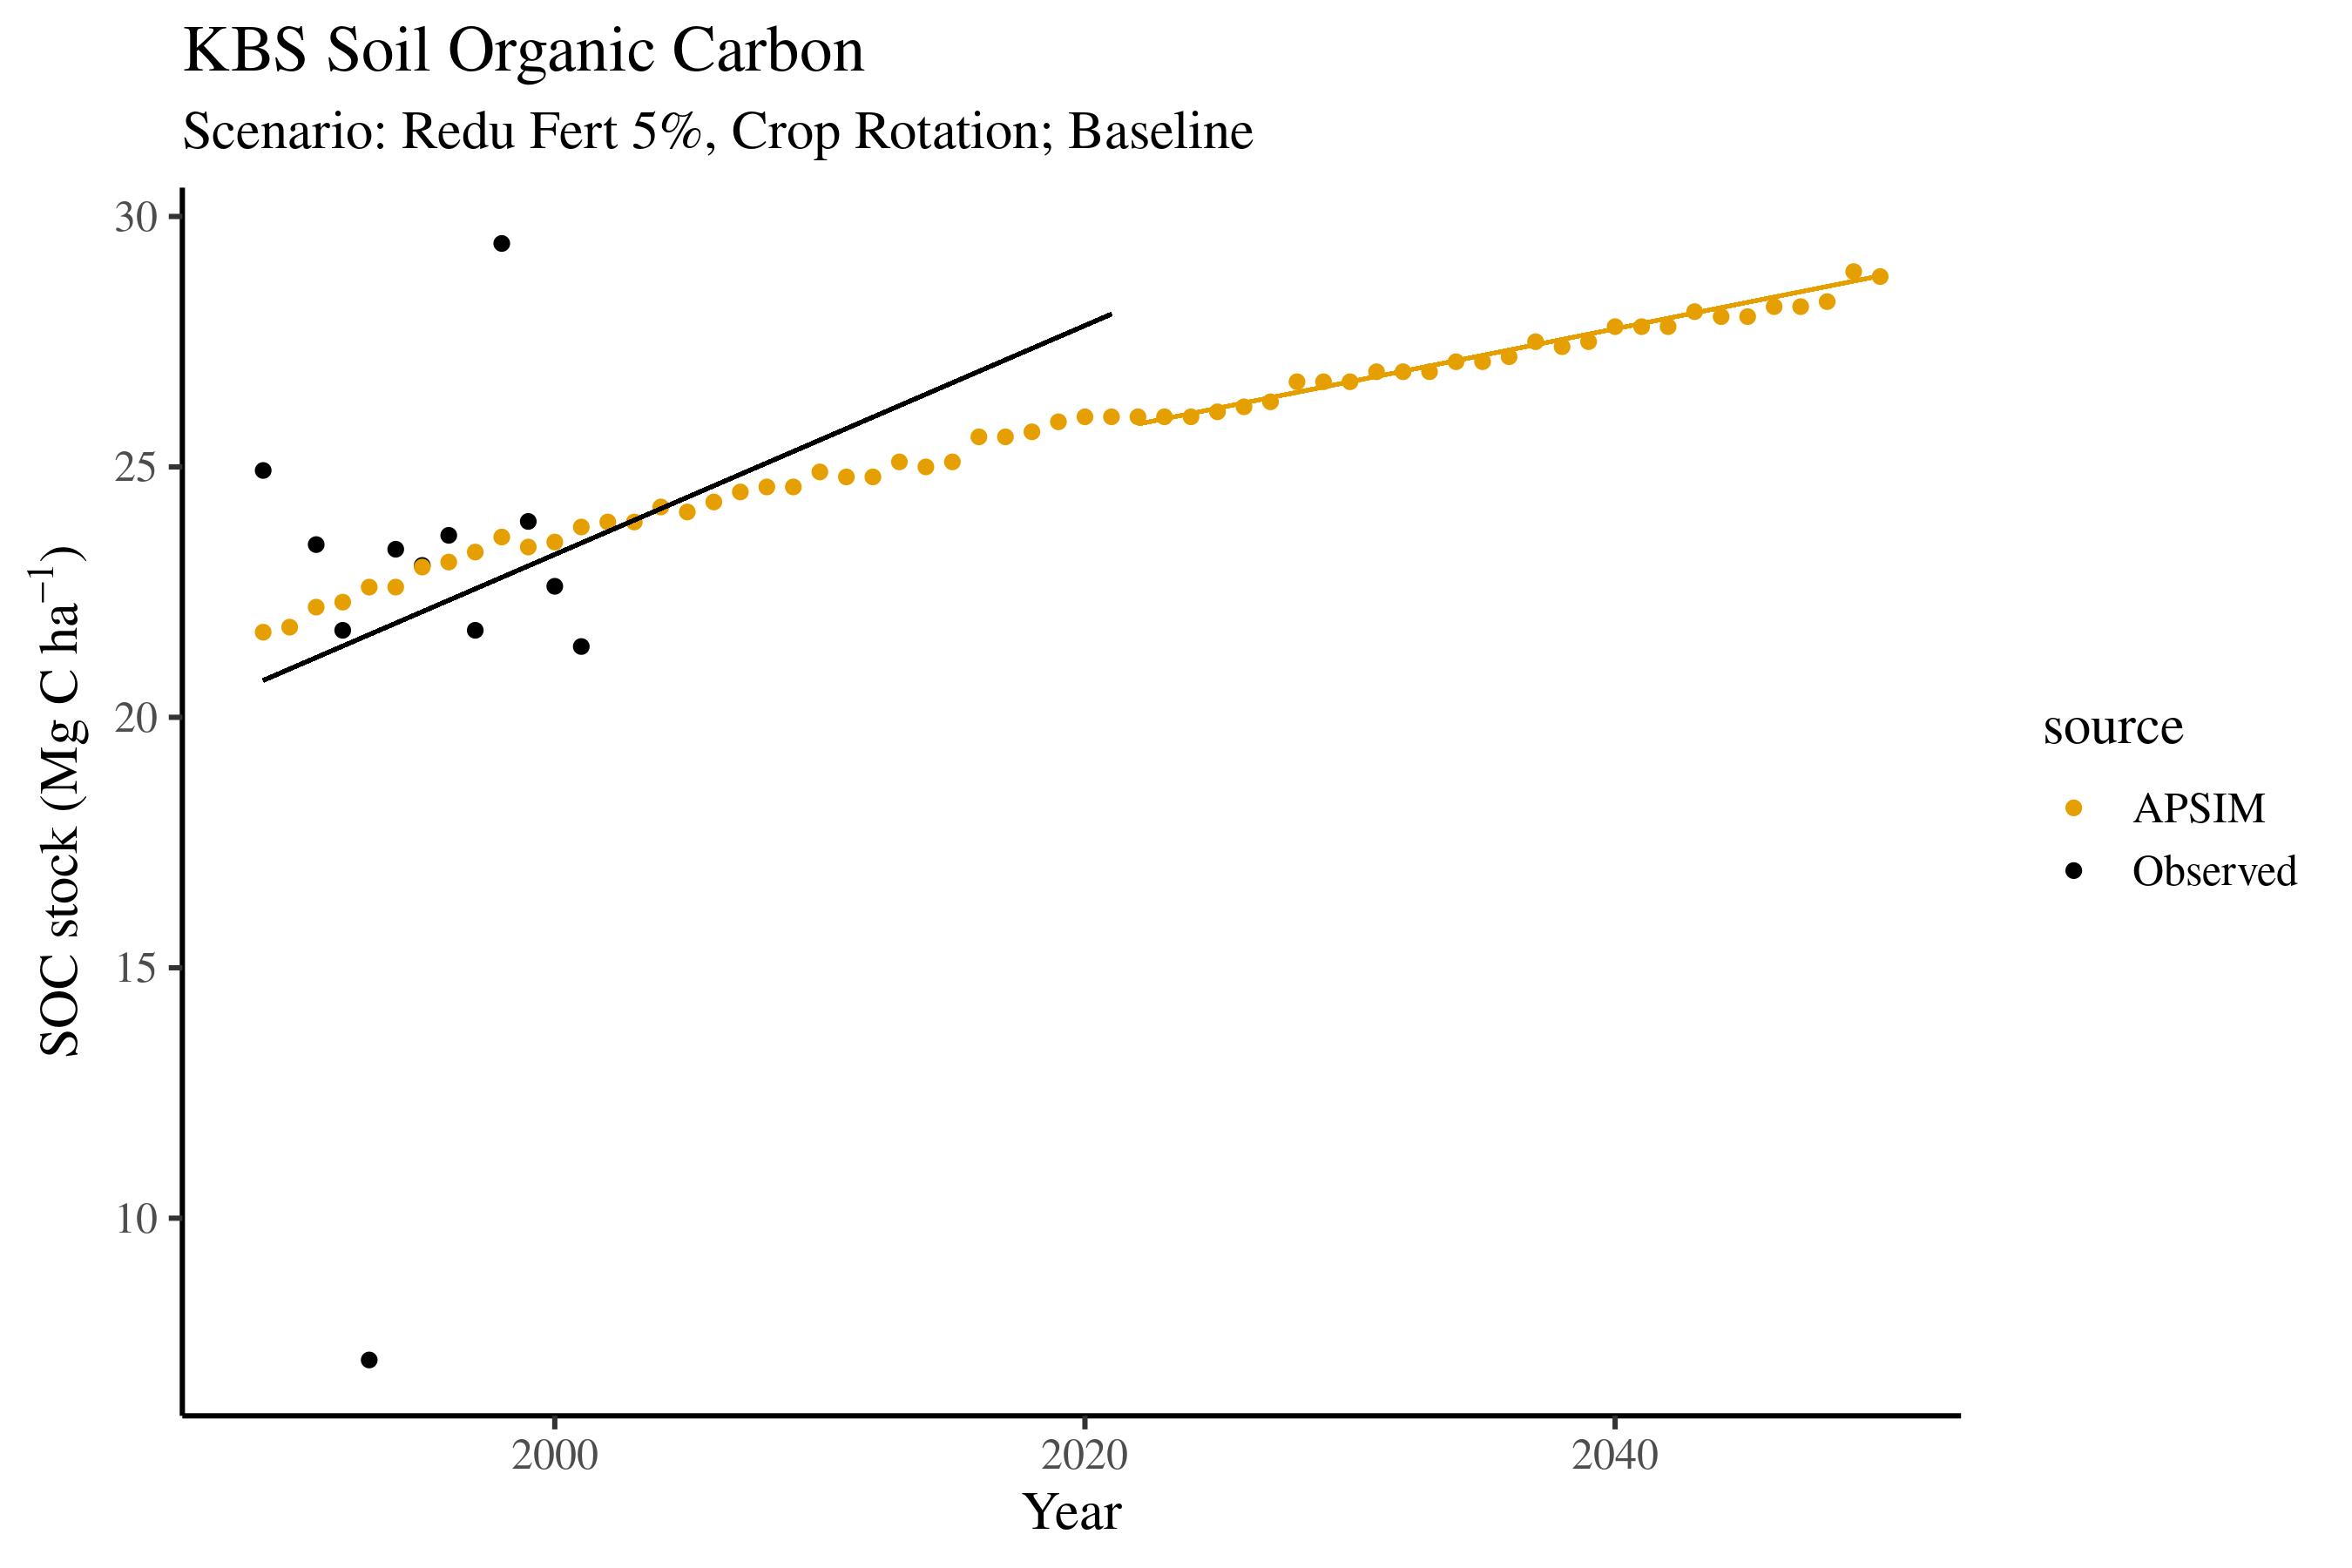 KBS Soil Organic Carbon
Scenario: Redu Fert 5%, Crop Rotation; Baseline
SOC stock (Mg C ha⁻¹)
30
25
20
15
10
2000
2020
2040
Year
source
APSIM
Observed